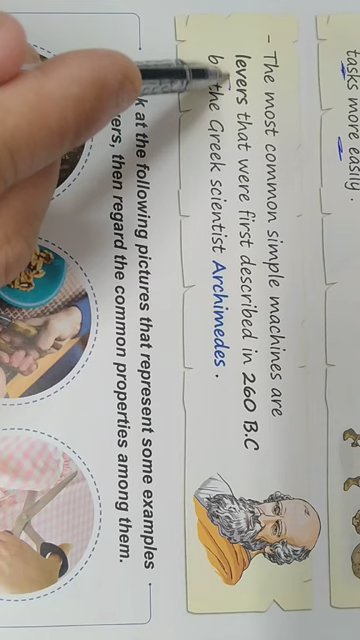 tasks more easily.
- The most common simple machines are
levers that were first described in 260 B.C
the Greek scientist Archimedes.
at the following pictures that represent some examples
then regard the common properties among them.